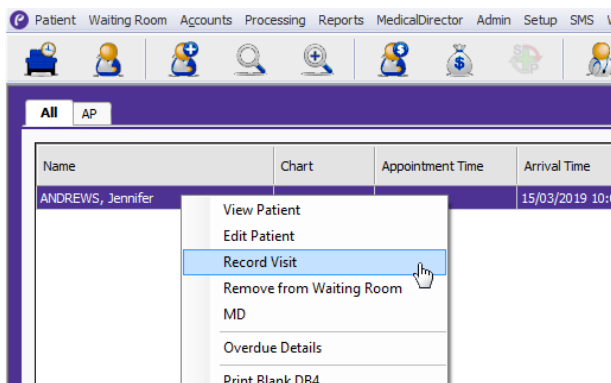 Patient Waiting Room Accounts Processing Reports MedicalDirector Admin Setup SMS
All AP
Name Chart Appointment Time Arrival Time
ANDREWS, Jennifer 15/03/2019 10:
View Patient
Edit Patient
Record Visit
Remove from Waiting Room
MD
Overdue Details
Print Blank DB4